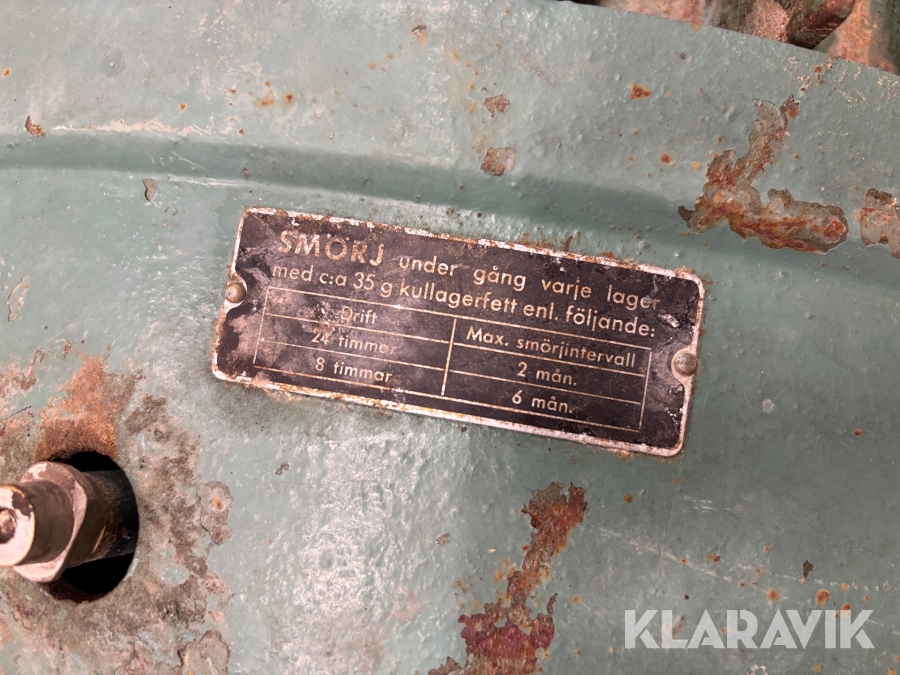 SMÖRJ under gång varje lager
med c:a 35 g kullagerfett enl. följande:
Drift Max. smörjintervall
24 timmar 2 mån.
8 timmar 6 mån.
KLARAVIK